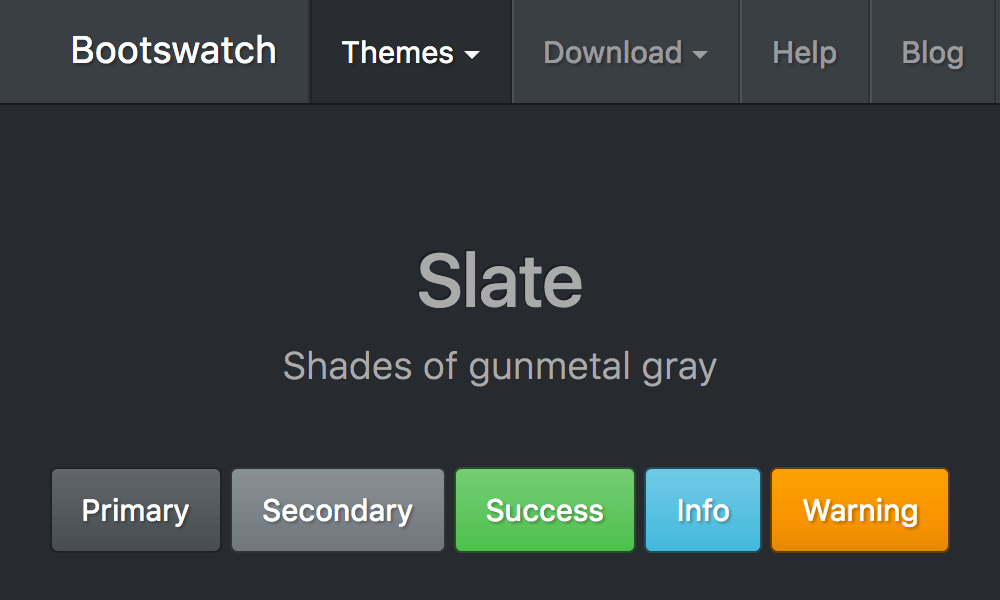 Bootswatch Themes Download Help Blog
Slate
Shades of gunmetal gray
Primary Secondary Success Info Warning